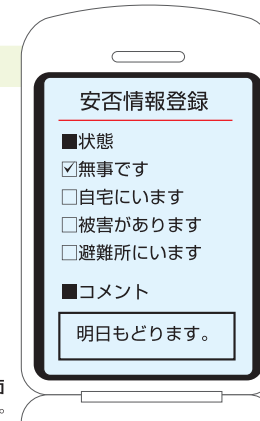 安否情報登録
■状態
☑無事です
□自宅にいます
□被害があります
□避難所にいます
■コメント
明日もどります。
。